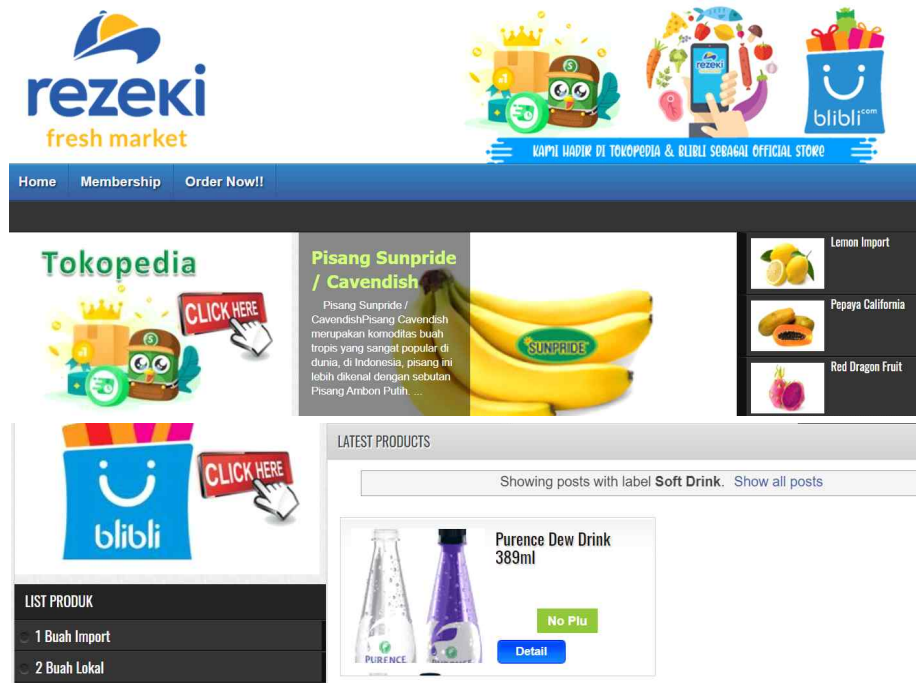 rezeki
fresh market
rezeki
blibli.com
KAMI HADIR DI TOKOPEDIA & BLIBLI SEBAGAI OFFICIAL STORE
Home
Membership
Order Now!!
Tokopedia
CLICK HERE
Pisang Sunpride
/ Cavendish
Pisang Sunpride /
CavendishPisang Cavendish
merupakan komoditas buah
tropis yang sangat popular di
dunia, di Indonesia, pisang ini
lebih dikenal dengan sebutan
Pisang Ambon Putih. ...
SUNPRIDE
Lemon Import
Pepaya California
Red Dragon Fruit
CLICK HERE
blibli
LIST PRODUK
1 Buah Import
2 Buah Lokal
LATEST PRODUCTS
Showing posts with label Soft Drink. Show all posts
PURENCE
PURENCE
Purence Dew Drink
389ml
No Plu
Detail